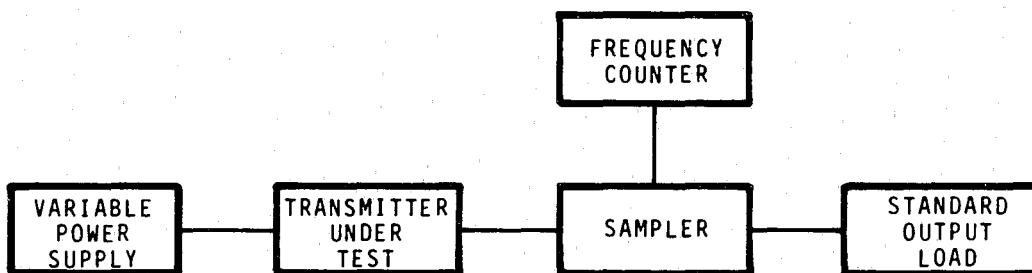 FREQUENCY
COUNTER
VARIABLE
POWER
SUPPLY
TRANSMITTER
UNDER
TEST
SAMPLER
STANDARD
OUTPUT
LOAD